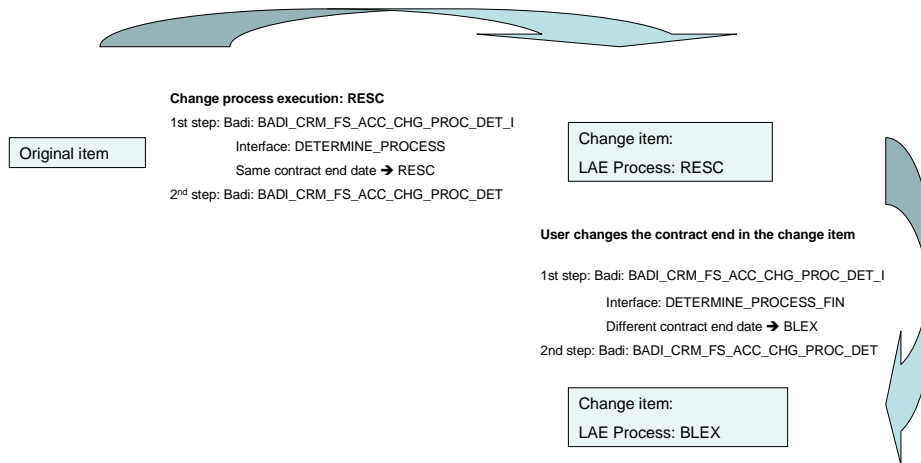 Change process execution: RESC
1st step: Badi: BADI_CRM_FS_ACC_CHG_PROC_DET_I
Interface: DETERMINE_PROCESS
Same contract end date ➔ RESC
2nd step: Badi: BADI_CRM_FS_ACC_CHG_PROC_DET
Original item
Change item:
LAE Process: RESC
User changes the contract end in the change item
1st step: Badi: BADI_CRM_FS_ACC_CHG_PROC_DET_I
Interface: DETERMINE_PROCESS_FIN
Different contract end date ➔ BLEX
2nd step: Badi: BADI_CRM_FS_ACC_CHG_PROC_DET
Change item:
LAE Process: BLEX